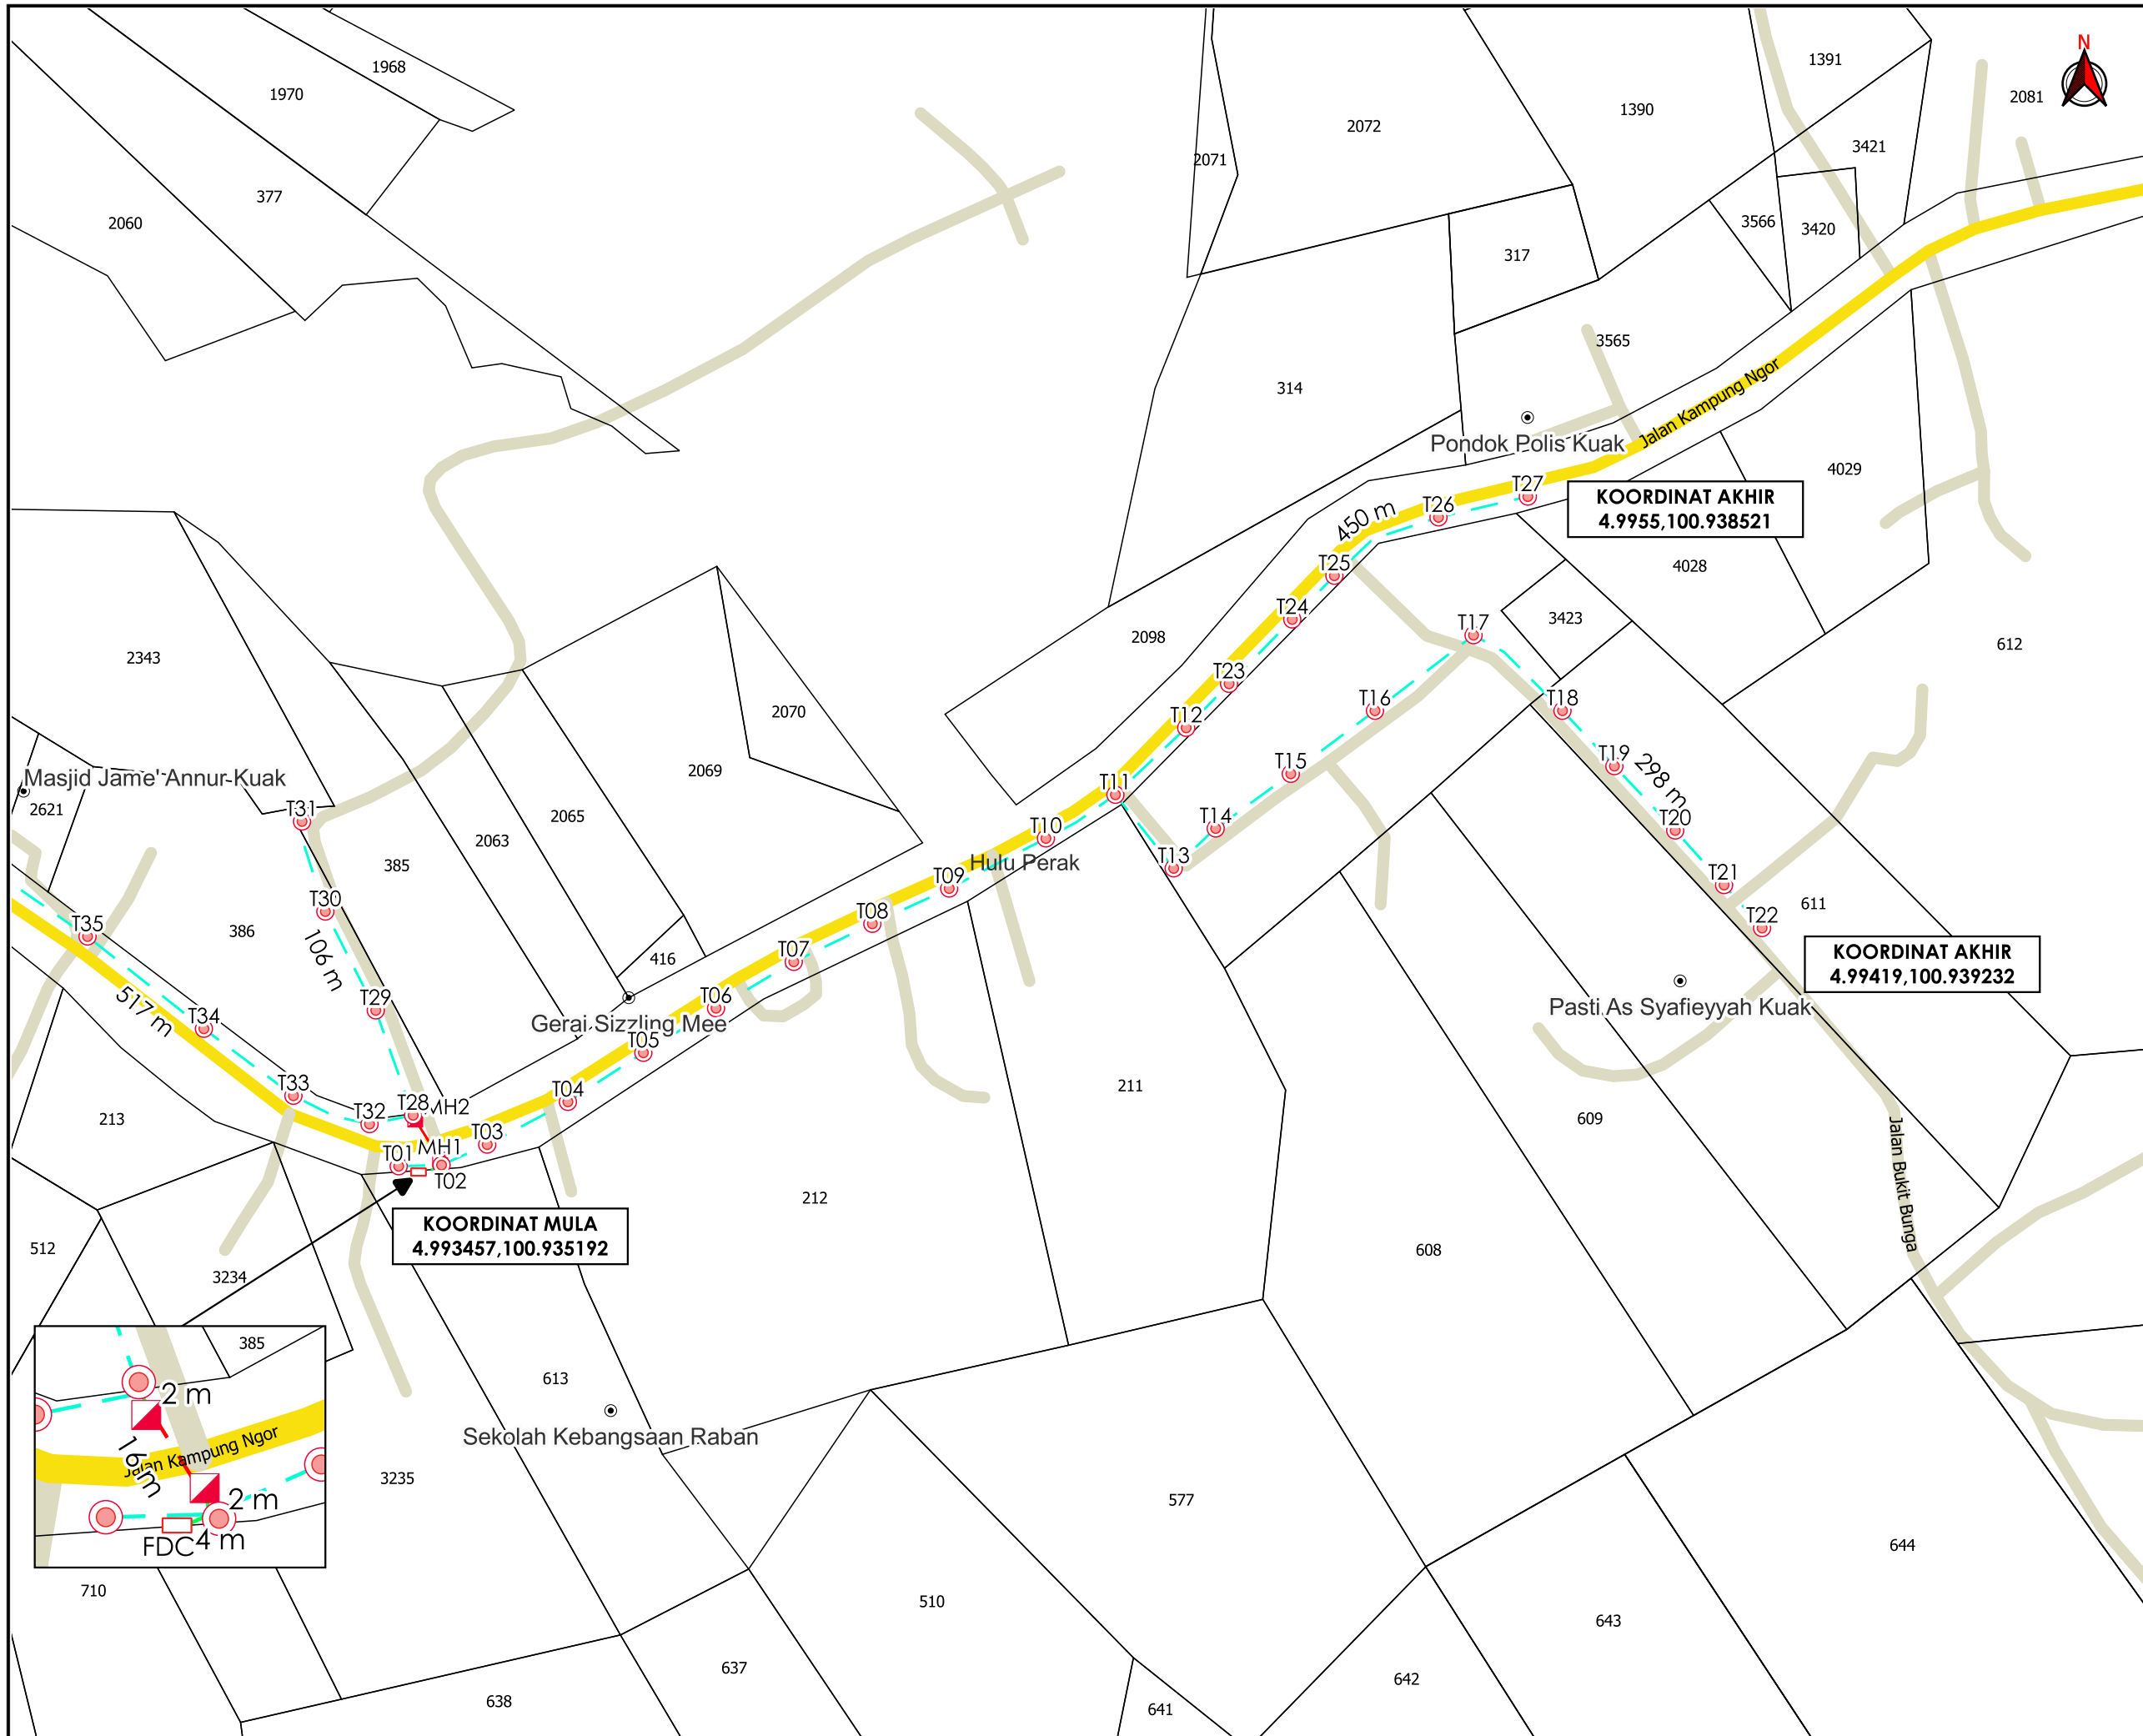 N
1968
1970
377
2060
2071
2072
1390
1391
2081
3421
3566
3420
317
3565
314
Pondok Polis Kuak
Jalan Kampung Ngor
4029
T27
T26
450 m
KOORDINAT AKHIR
4.9955,100.938521
T25
4028
T24
3423
T17
2098
612
2343
T23
T18
T16
2070
T12
2069
T19
298 m
T15
Masjid Jame' Annur-Kuak
2621
T11
T31
2065
T14
T20
2063
T10
385
T13
Hulu Perak
T09
T21
611
T30
T08
T22
T35
386
106 m
416
T07
KOORDINAT AKHIR
4.99419,100.939232
T29
T06
Pasti As Syafieyyah Kuak
517 m
T34
Gerai Sizzling Mee
T05
T33
T04
211
T32
T28
MH2
213
609
T03
T01
MH1
T02
Jalan Bukit Bunga
212
KOORDINAT MULA
4.993457,100.935192
512
608
3234
385
613
2 m
Sekolah Kebangsaan Raban
Jalan Kampung Ngor
16 m
3235
577
2 m
FDC
4 m
644
710
510
643
637
642
638
641